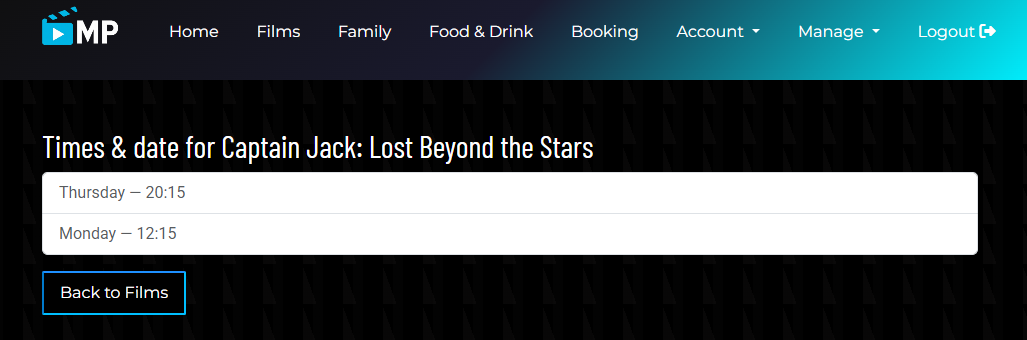 MP
Home Films Family Food & Drink Booking Account Manage Logout
Times & date for Captain Jack: Lost Beyond the Stars
Thursday — 20:15
Monday — 12:15
Back to Films